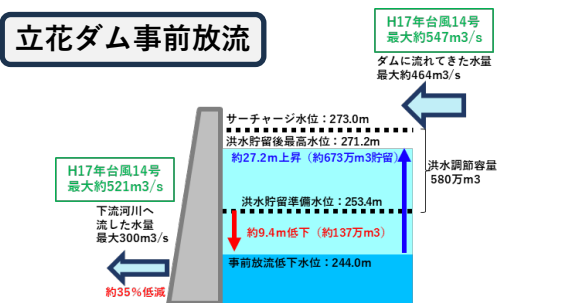 立花ダム事前放流
H17年台風14号
最大約547m3/s
ダムに流れてきた水量
最大約464m3/s
サーチャージ水位：273.0m
洪水貯留後最高水位：271.2m
約27.2m上昇（約673万m3貯留）
洪水調節容量
580万m3
H17年台風14号
最大約521m3/s
下流河川へ
流した水量
最大300m3/s
約35%低減
洪水貯留準備水位：253.4m
約9.4m低下（約137万m3）
事前放流低下水位：244.0m